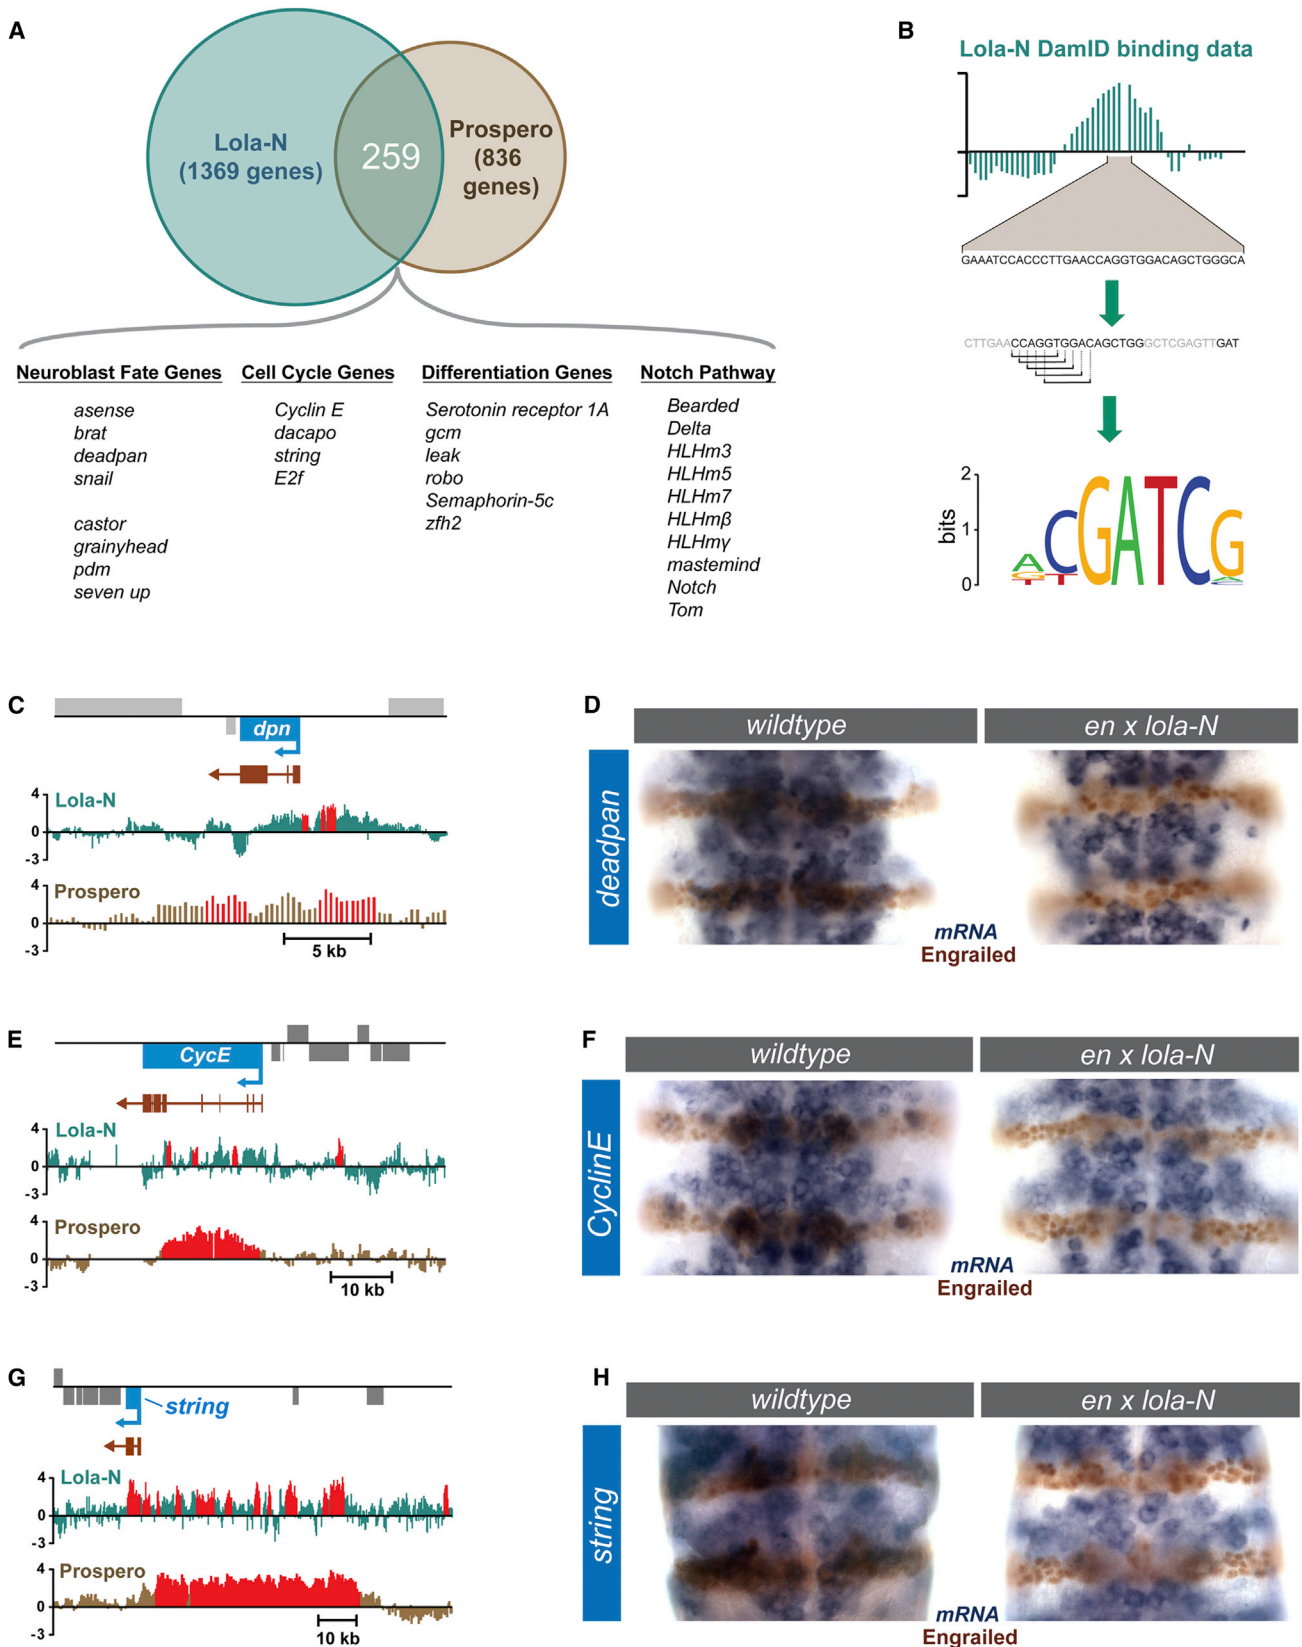 A
Lola-N
(1369 genes)
259
Prospero
(836
genes)
Neuroblast Fate Genes
asense
brat
deadpan
snail
castor
grainyhead
pdm
seven up
Cell Cycle Genes
Cyclin E
dacapo
string
E2f
Differentiation Genes
Serotonin receptor 1A
gcm
leak
robo
Semaphorin-5c
zfh2
Notch Pathway
Bearded
Delta
HLHm3
HLHm5
HLHm7
HLHmβ
HLHmγ
mastemind
Notch
Tom
B
Lola-N DamID binding data
GAAATCCACCCTTGAACCAGGTGGACAGCTGGGCA
CTTGAACCAGGTGGACAGCTGGGCTCGAGTTGAT
2
1
0
bits
ACGATCG
C
dpn
4
Lola-N
0
-3
4
Prospero
0
-3
5 kb
D
wildtype
en x lola-N
deadpan
mRNA
Engrailed
E
CycE
4
Lola-N
0
-3
4
Prospero
0
-3
10 kb
F
wildtype
en x lola-N
CyclinE
mRNA
Engrailed
G
string
4
Lola-N
0
-3
4
Prospero
0
-3
10 kb
H
wildtype
en x lola-N
string
mRNA
Engrailed